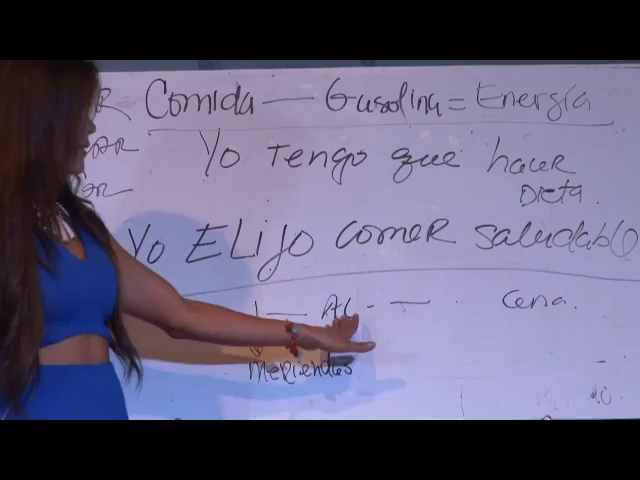 Comida — Gasolina = Energía
Yo Tengo que hacer
Dieta.
Yo ELijo comer saludable
Cena.
meriendas